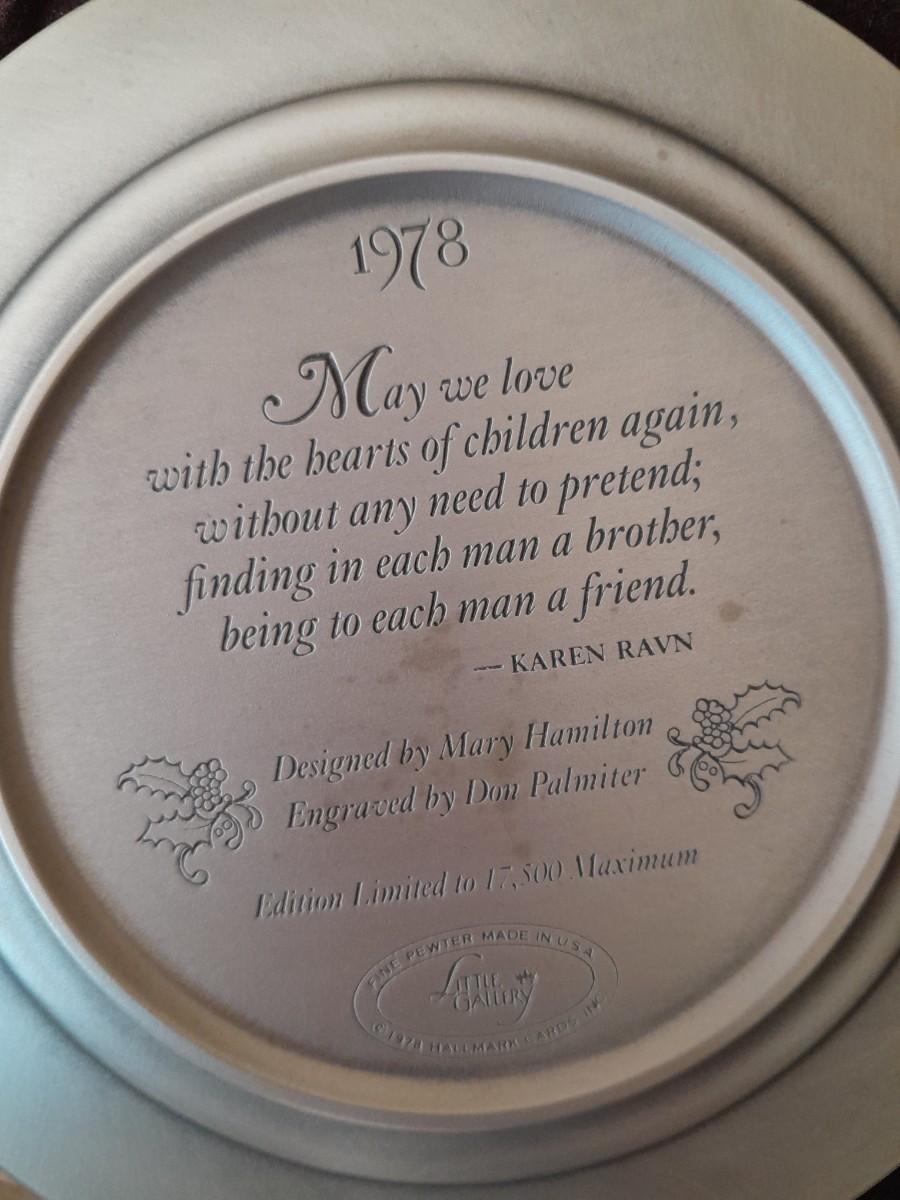 1978
May we love
with the hearts of children again,
without any need to pretend;
finding in each man a brother,
being to each man a friend.
— KAREN RAVN
Designed by Mary Hamilton
Engraved by Don Palmiter
Edition Limited to 17,500 Maximum
FINE PEWTER MADE IN U.S.A.
LITTLE
GALLERY
© 1978 HALLMARK CARDS, INC.